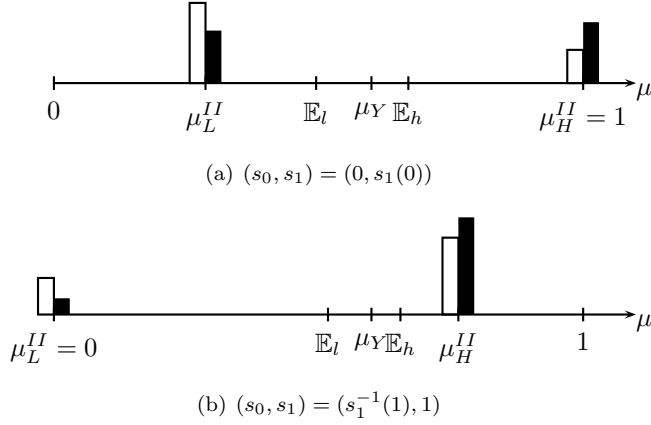 0 μ_L^{II} 𝔼_l μ_Y 𝔼_h μ_H^{II} = 1 μ
(a) (s_0, s_1) = (0, s_1(0))
μ_L^{II} = 0 𝔼_l μ_Y 𝔼_h μ_H^{II} 1 μ
(b) (s_0, s_1) = (s_1^{-1}(1), 1)